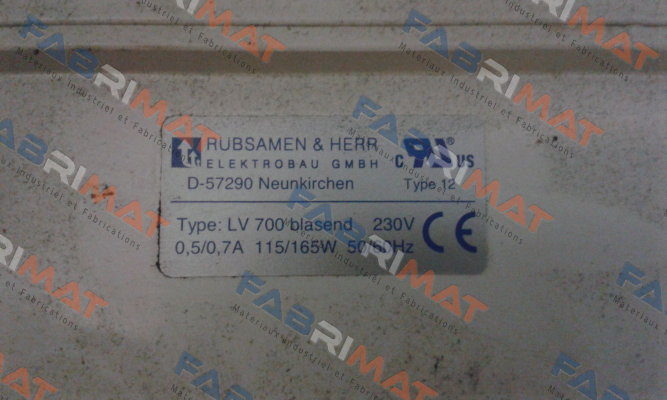 RUBSAMEN & HERR
ELEKTROBAU GMBH
D-57290 Neunkirchen
C US
Type 12
Type: LV 700 blasend 230V
0,5/0,7A 115/165W 50/60Hz
CE
FABRIMAT
Materiaux Industriel et Fabrications